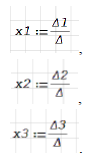 x1 := Δ1/Δ ,
x2 := Δ2/Δ ,
x3 := Δ3/Δ .